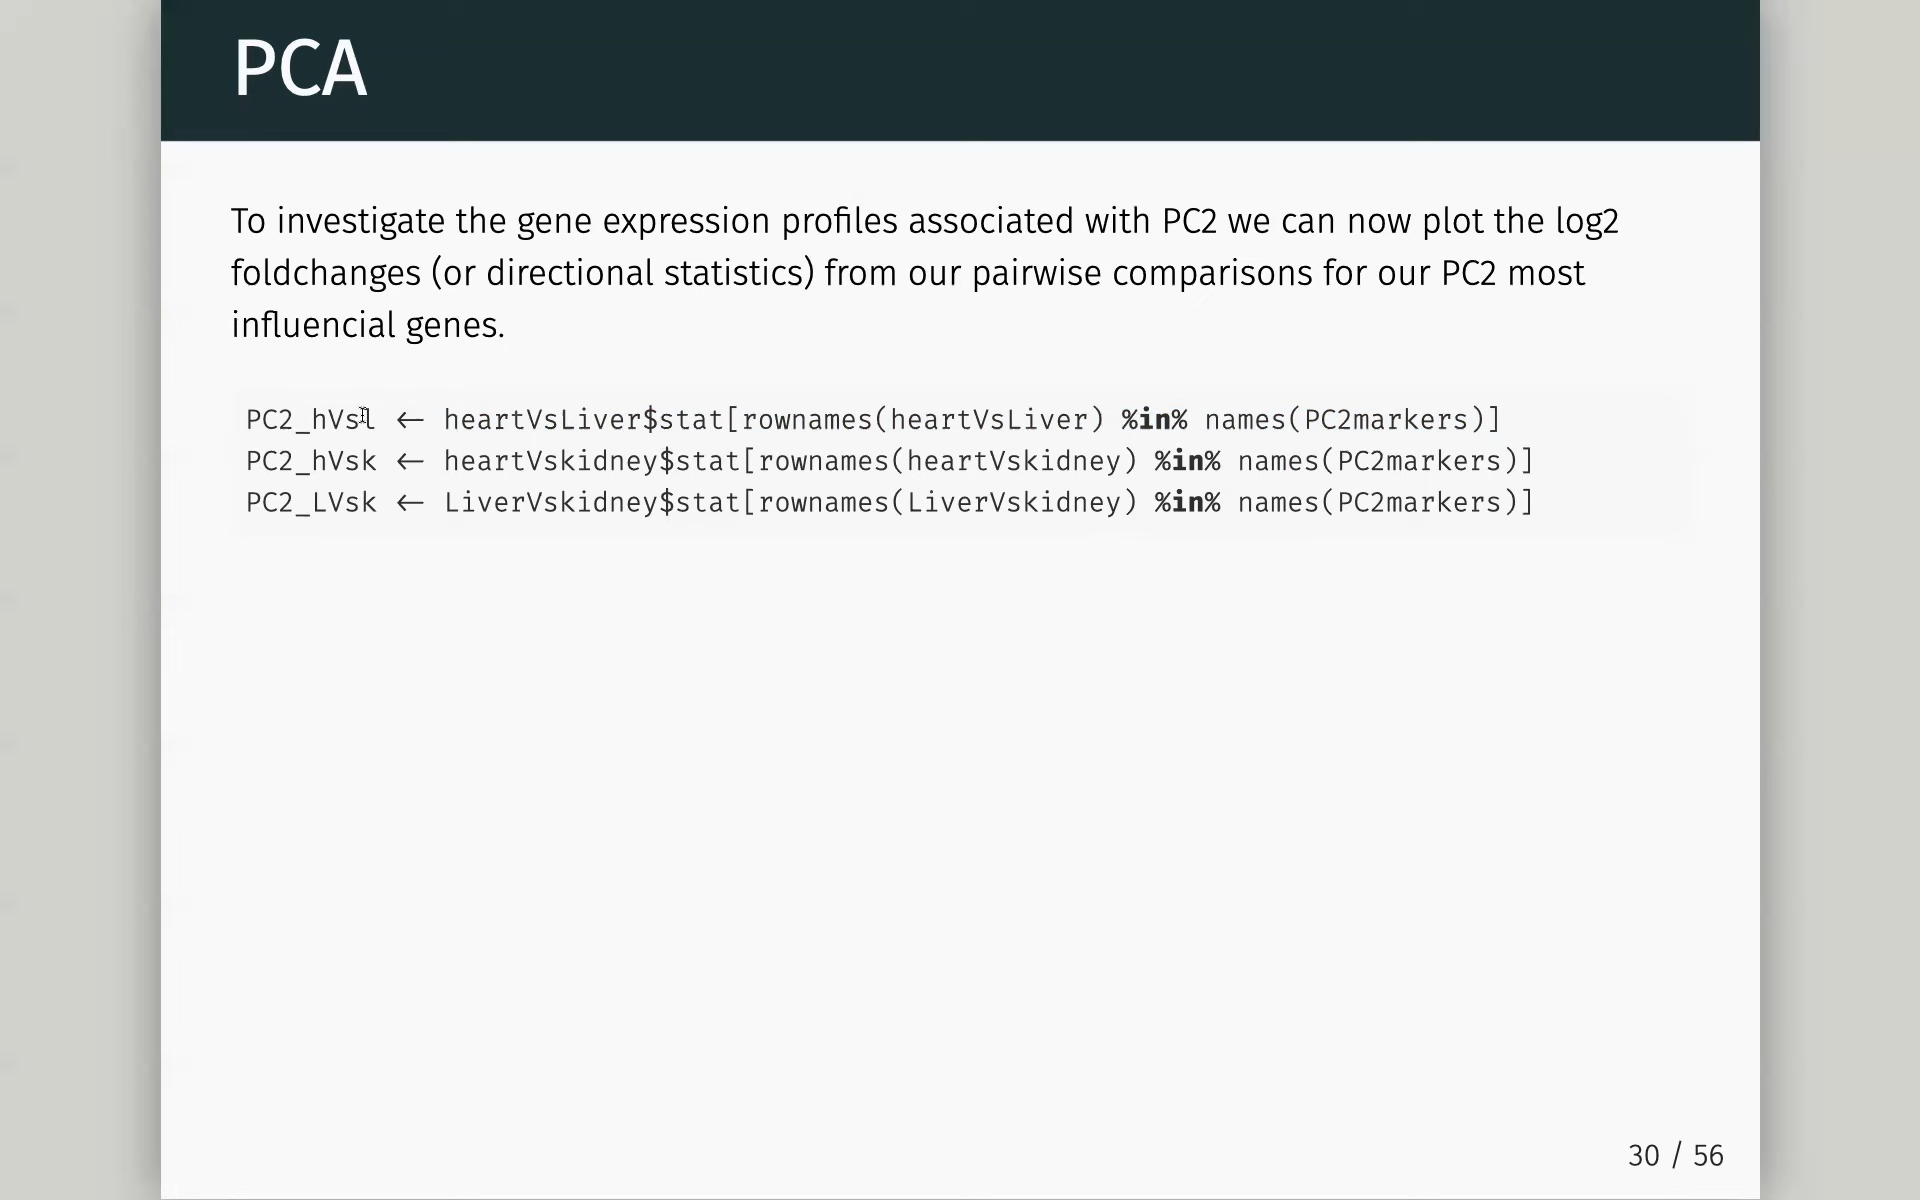 PCA
To investigate the gene expression profiles associated with PC2 we can now plot the log2
foldchanges (or directional statistics) from our pairwise comparisons for our PC2 most
influencial genes.
PC2_hVsl <- heartVsLiver$stat[rownames(heartVsLiver) %in% names(PC2markers)]
PC2_hVsk <- heartVskidney$stat[rownames(heartVskidney) %in% names(PC2markers)]
PC2_LVsk <- LiverVskidney$stat[rownames(LiverVskidney) %in% names(PC2markers)]
30 / 56